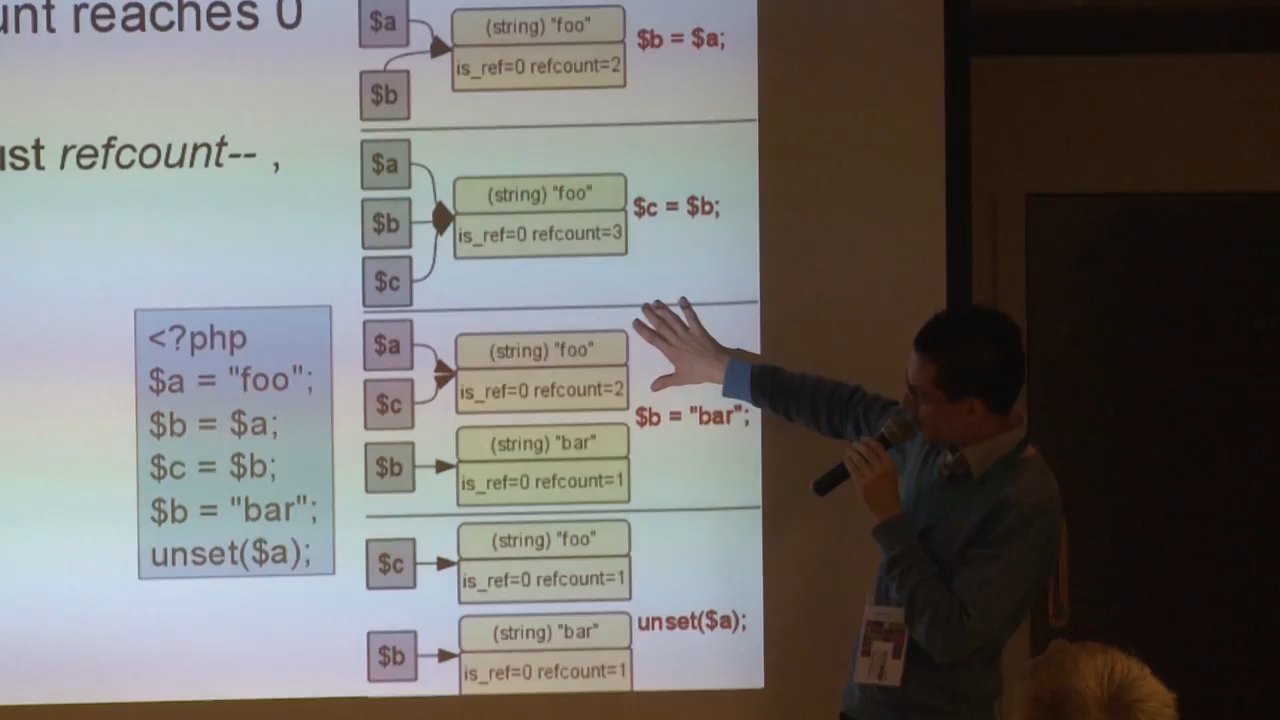 unt reaches 0
ust refcount-- ,
<?php
$a = "foo";
$b = $a;
$c = $b;
$b = "bar";
unset($a);
$a
$b
(string) "foo"
is_ref=0 refcount=2
$b = $a;
$a
$b
$c
(string) "foo"
is_ref=0 refcount=3
$c = $b;
$a
$c
(string) "foo"
is_ref=0 refcount=2
$b
(string) "bar"
is_ref=0 refcount=1
$b = "bar";
$c
(string) "foo"
is_ref=0 refcount=1
$b
(string) "bar"
is_ref=0 refcount=1
unset($a);